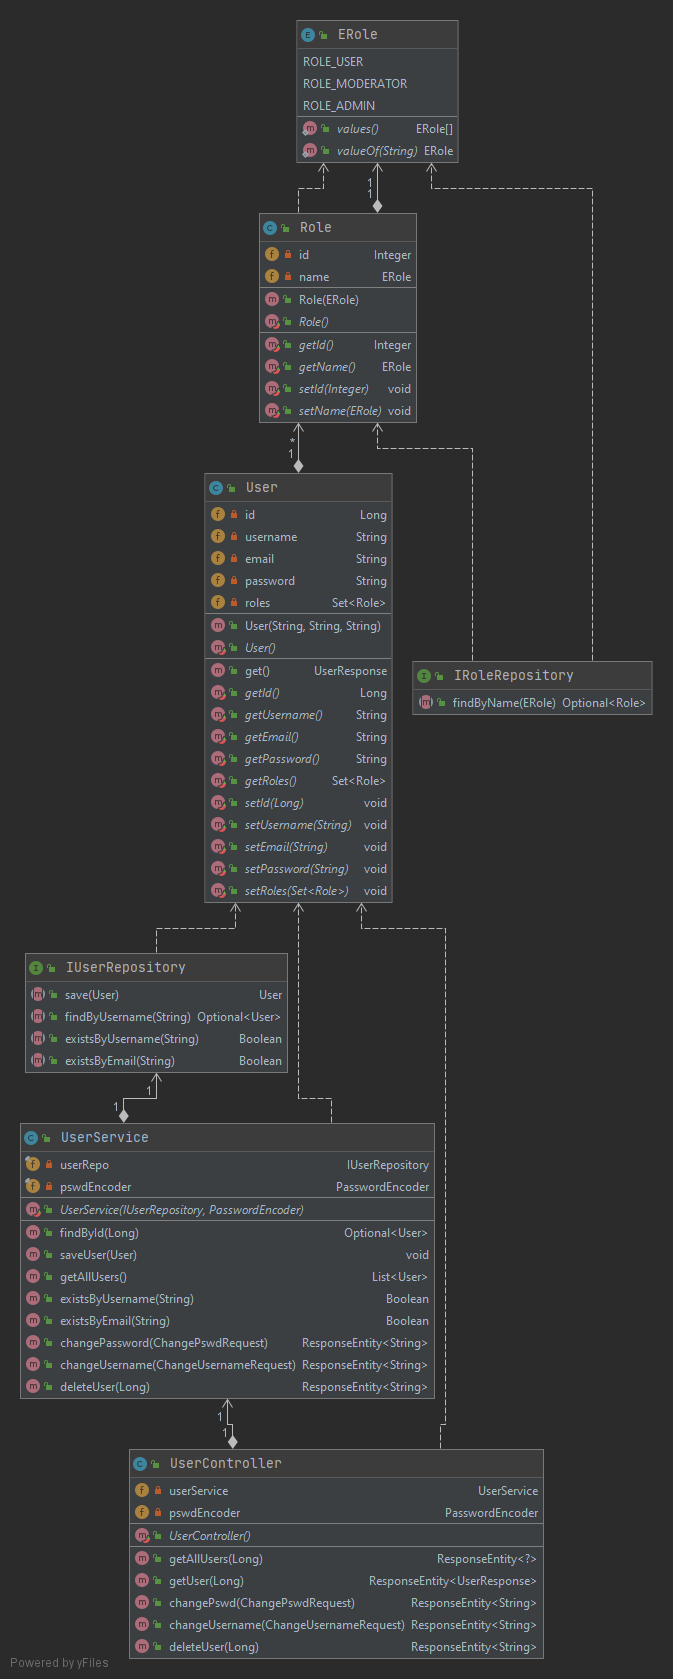 ERole
ROLE_USER
ROLE_MODERATOR
ROLE_ADMIN
values() ERole[]
valueOf(String) ERole
1
1
Role
id Integer
name ERole
Role(ERole)
Role()
getId() Integer
getName() ERole
setId(Integer) void
setName(ERole) void
*
1
User
id Long
username String
email String
password String
roles Set<Role>
User(String, String, String)
User()
get() UserResponse
getId() Long
getUsername() String
getEmail() String
getPassword() String
getRoles() Set<Role>
setId(Long) void
setUsername(String) void
setEmail(String) void
setPassword(String) void
setRoles(Set<Role>) void
IRoleRepository
findByName(ERole) Optional<Role>
IUserRepository
save(User) User
findByUsername(String) Optional<User>
existsByUsername(String) Boolean
existsByEmail(String) Boolean
1
1
UserService
userRepo IUserRepository
pswdEncoder PasswordEncoder
UserService(IUserRepository, PasswordEncoder)
findById(Long) Optional<User>
saveUser(User) void
getAllUsers() List<User>
existsByUsername(String) Boolean
existsByEmail(String) Boolean
changePassword(ChangePswdRequest) ResponseEntity<String>
changeUsername(ChangeUsernameRequest) ResponseEntity<String>
deleteUser(Long) ResponseEntity<String>
1
1
UserController
userService UserService
pswdEncoder PasswordEncoder
UserController()
getAllUsers(Long) ResponseEntity<?>
getUser(Long) ResponseEntity<UserResponse>
changePswd(ChangePswdRequest) ResponseEntity<String>
changeUsername(ChangeUsernameRequest) ResponseEntity<String>
deleteUser(Long) ResponseEntity<String>
Powered by yFiles